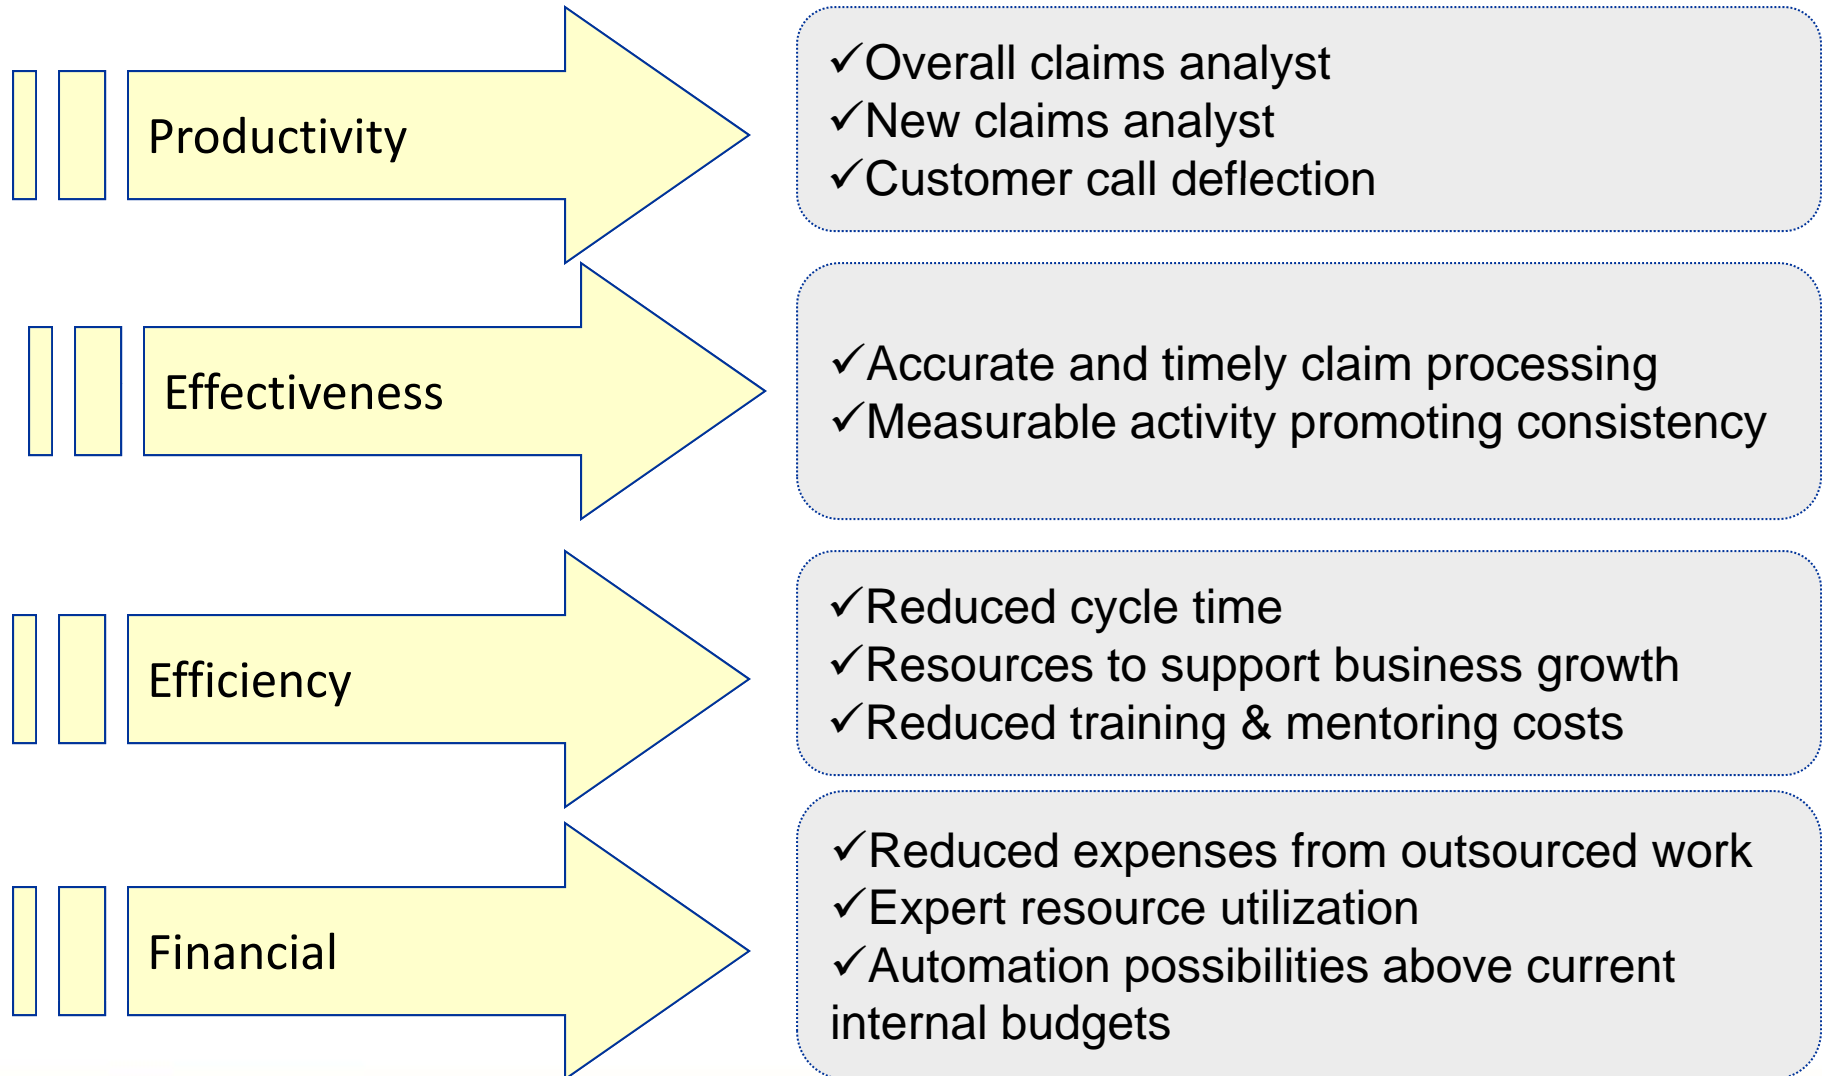 Productivity
✓Overall claims analyst
✓New claims analyst
✓Customer call deflection
Effectiveness
✓Accurate and timely claim processing
✓Measurable activity promoting consistency
Efficiency
✓Reduced cycle time
✓Resources to support business growth
✓Reduced training & mentoring costs
Financial
✓Reduced expenses from outsourced work
✓Expert resource utilization
✓Automation possibilities above current
internal budgets